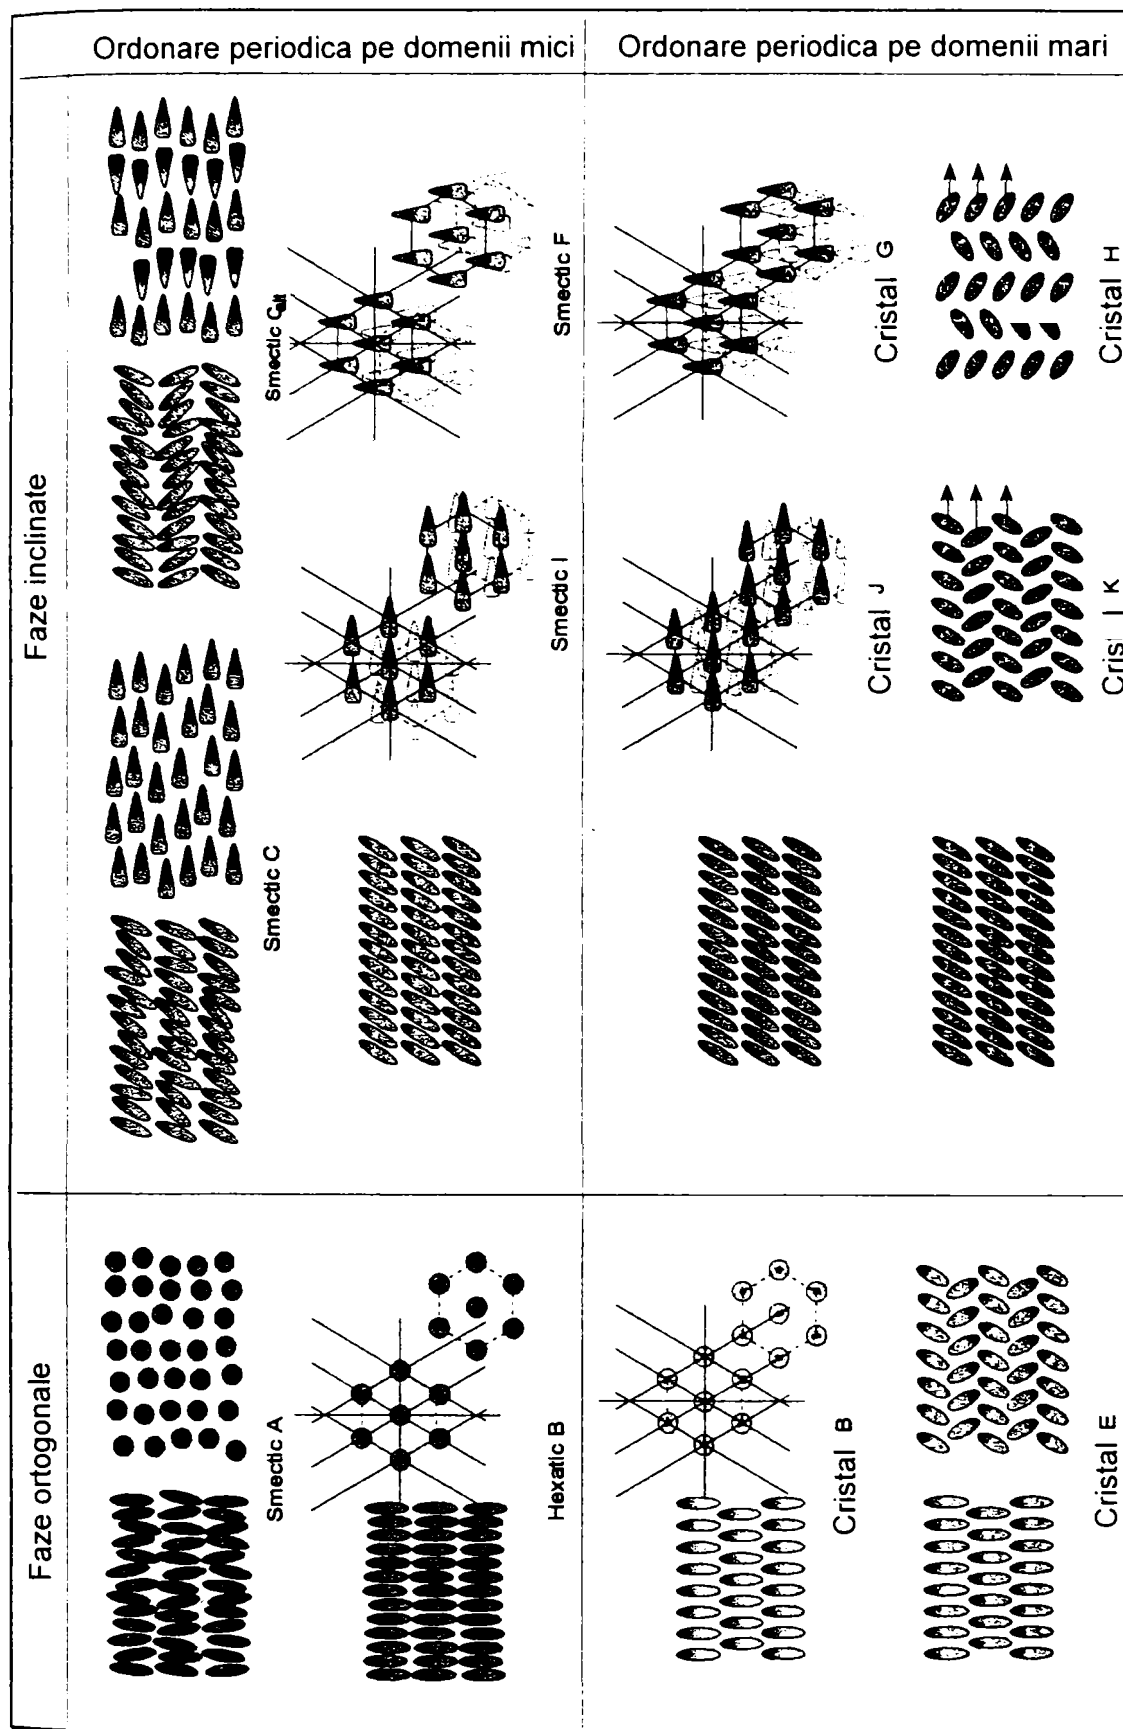 Ordonare periodica pe domenii mici
Ordonare periodica pe domenii mari
Faze inclinate
Smectic C
Smectic C alt
Smectic I
Smectic F
Cristal J
Cristal G
K
Cristal H
Faze ortogonale
Smectic A
Hexatic B
Cristal B
Cristal E